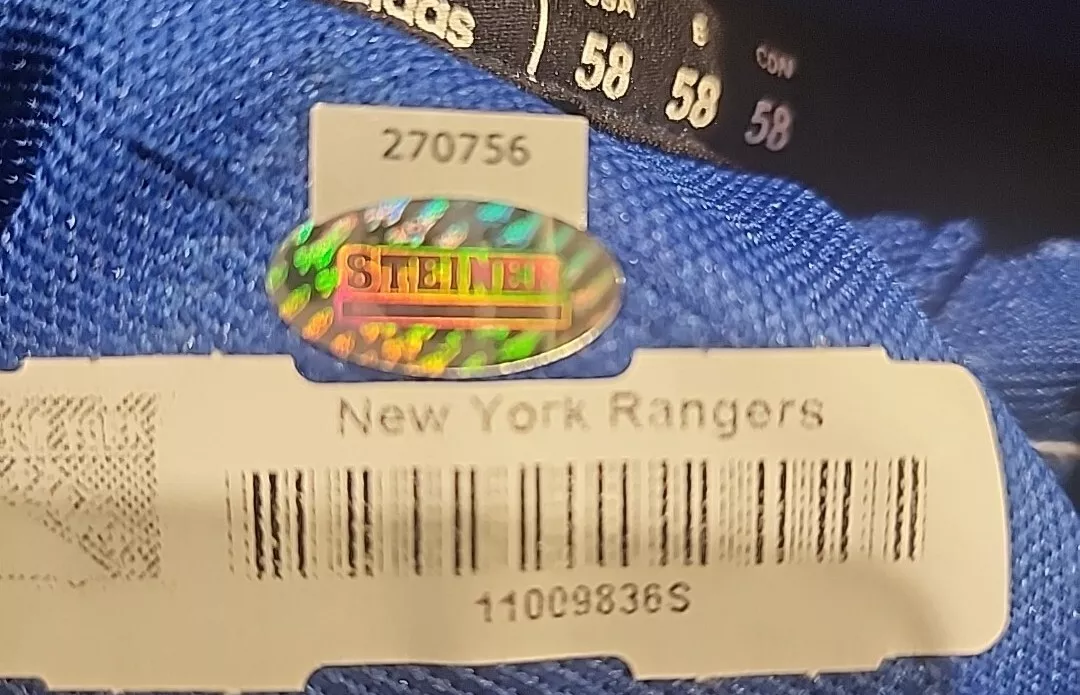 adidas
USA B CDN
58 58 58
270756
STEINER
New York Rangers
11009836S